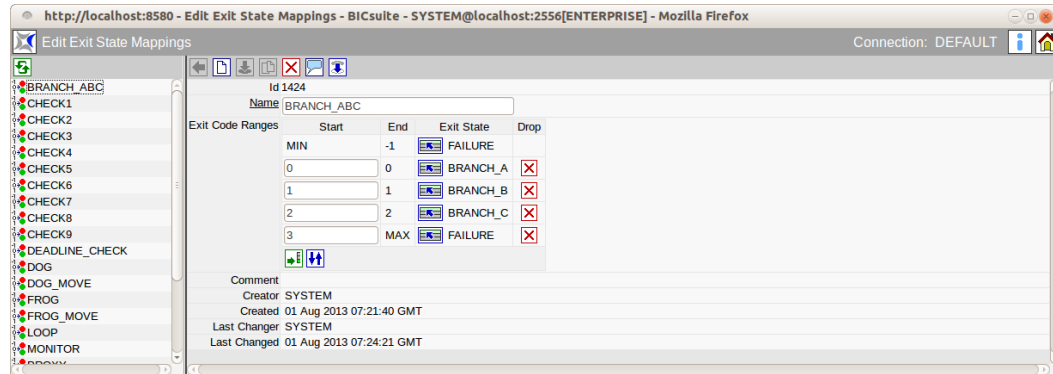 http://localhost:8580 - Edit Exit State Mappings - BICsuite - SYSTEM@localhost:2556[ENTERPRISE] - Mozilla Firefox
Edit Exit State Mappings
Connection: DEFAULT
BRANCH_ABC
CHECK1
CHECK2
CHECK3
CHECK4
CHECK5
CHECK6
CHECK7
CHECK8
CHECK9
DEADLINE_CHECK
DOG
DOG_MOVE
FROG
FROG_MOVE
LOOP
MONITOR
Id 1424
Name BRANCH_ABC
Exit Code Ranges Start End Exit State Drop
MIN -1 FAILURE
0 0 BRANCH_A
1 1 BRANCH_B
2 2 BRANCH_C
3 MAX FAILURE
Comment
Creator SYSTEM
Created 01 Aug 2013 07:21:40 GMT
Last Changer SYSTEM
Last Changed 01 Aug 2013 07:24:21 GMT